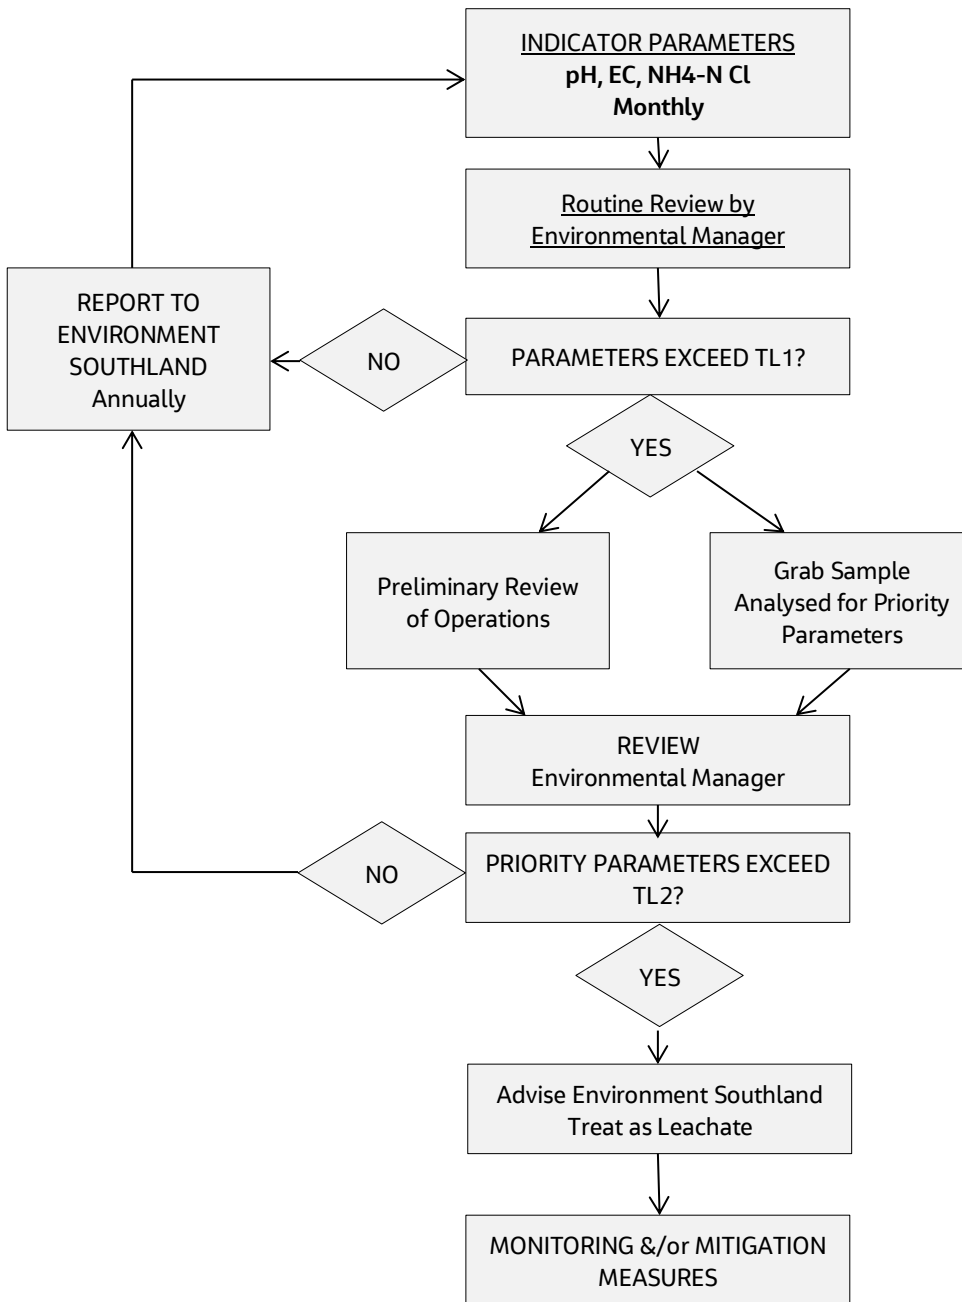 INDICATOR PARAMETERS
pH, EC, NH4-N Cl
Monthly
Routine Review by
Environmental Manager
REPORT TO
ENVIRONMENT
SOUTHLAND
Annually
NO
PARAMETERS EXCEED TL1?
YES
Preliminary Review
of Operations
Grab Sample
Analysed for Priority
Parameters
REVIEW
Environmental Manager
NO
PRIORITY PARAMETERS EXCEED
TL2?
YES
Advise Environment Southland
Treat as Leachate
MONITORING &/or MITIGATION
MEASURES